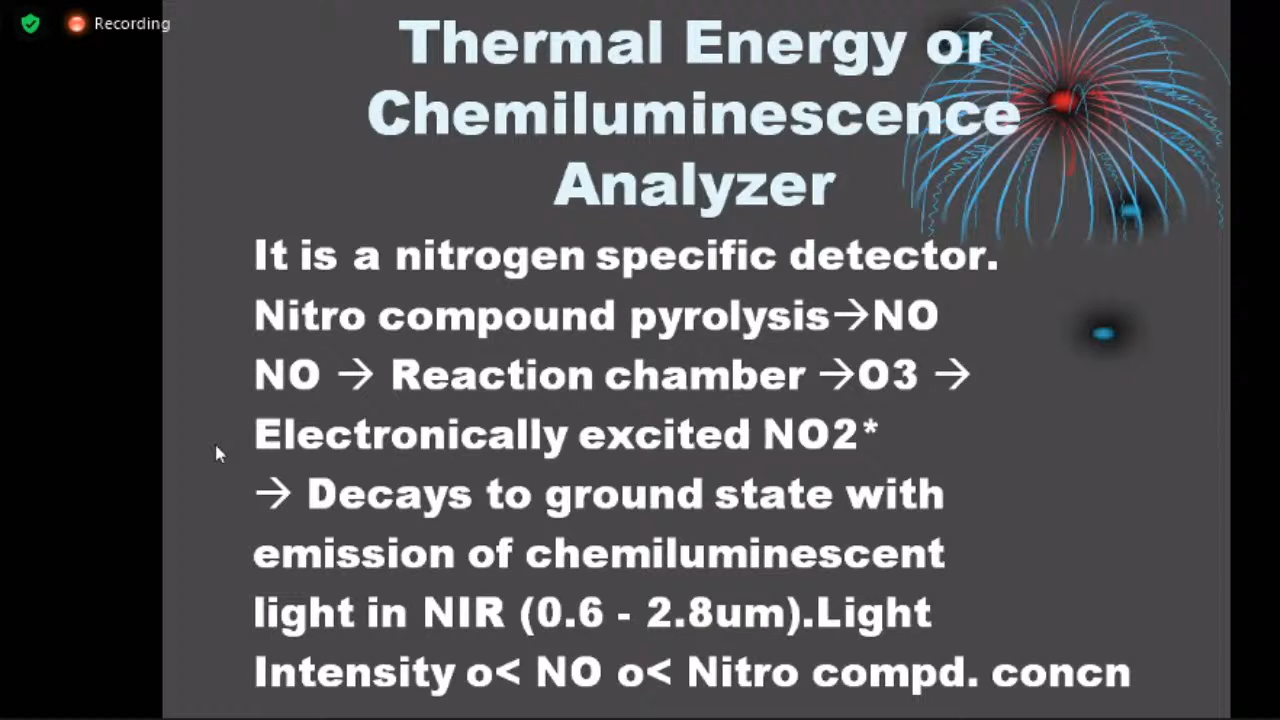 Recording
Thermal Energy or
Chemiluminescence
Analyzer
It is a nitrogen specific detector.
Nitro compound pyrolysis→NO
NO → Reaction chamber →O3 →
Electronically excited NO2*
→ Decays to ground state with
emission of chemiluminescent
light in NIR (0.6 - 2.8um).Light
Intensity o< NO o< Nitro compd. concn